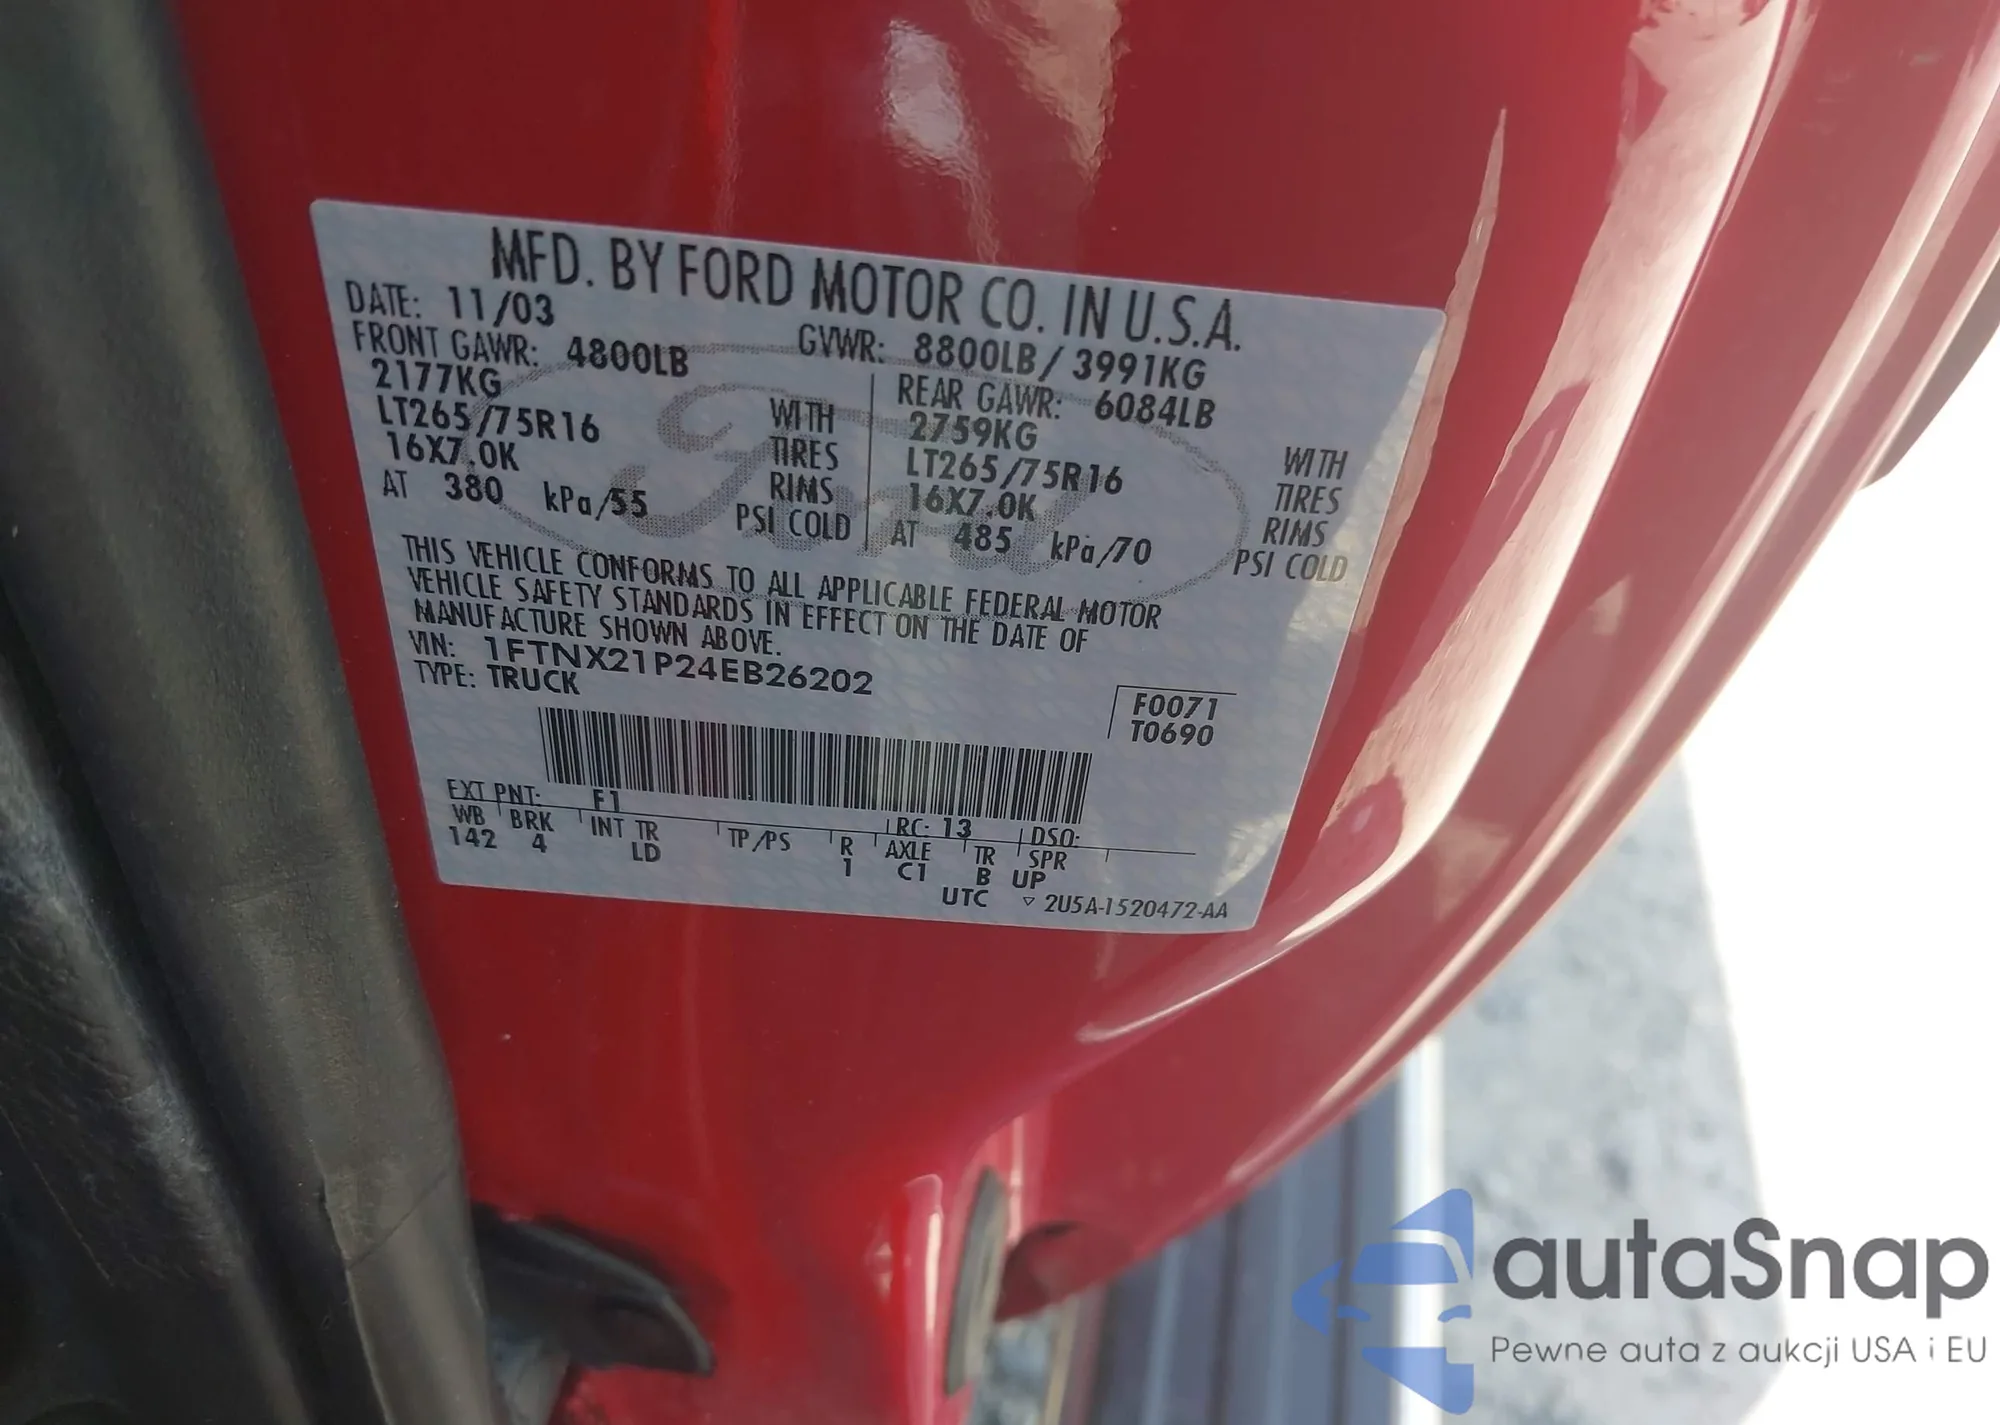 MFD. BY FORD MOTOR CO. IN U.S.A.
DATE: 11/03 GVWR: 8800LB/ 3991KG
FRONT GAWR: 4800LB REAR GAWR: 6084LB
2177KG WITH 2759KG WITH
LT265/75R16 TIRES LT265/75R16 TIRES
16X7.0K RIMS 16X7.0K RIMS
AT 380 kPa/55 PSI COLD AT 485 kPa/70 PSI COLD
THIS VEHICLE CONFORMS TO ALL APPLICABLE FEDERAL MOTOR
VEHICLE SAFETY STANDARDS IN EFFECT ON THE DATE OF
MANUFACTURE SHOWN ABOVE.
VIN: 1FTNX21P24EB26202
TYPE: TRUCK
F0071
T0690
EXT PNT: F1 RC: 13 DSO:
WB BRK INT TR TP/PS R AXLE TR SPR
142 4 LD 1 C1 B UP
UTC ▿ 2U5A-1520472-AA
Ford
autaSnap
Pewne auta z aukcji USA i EU